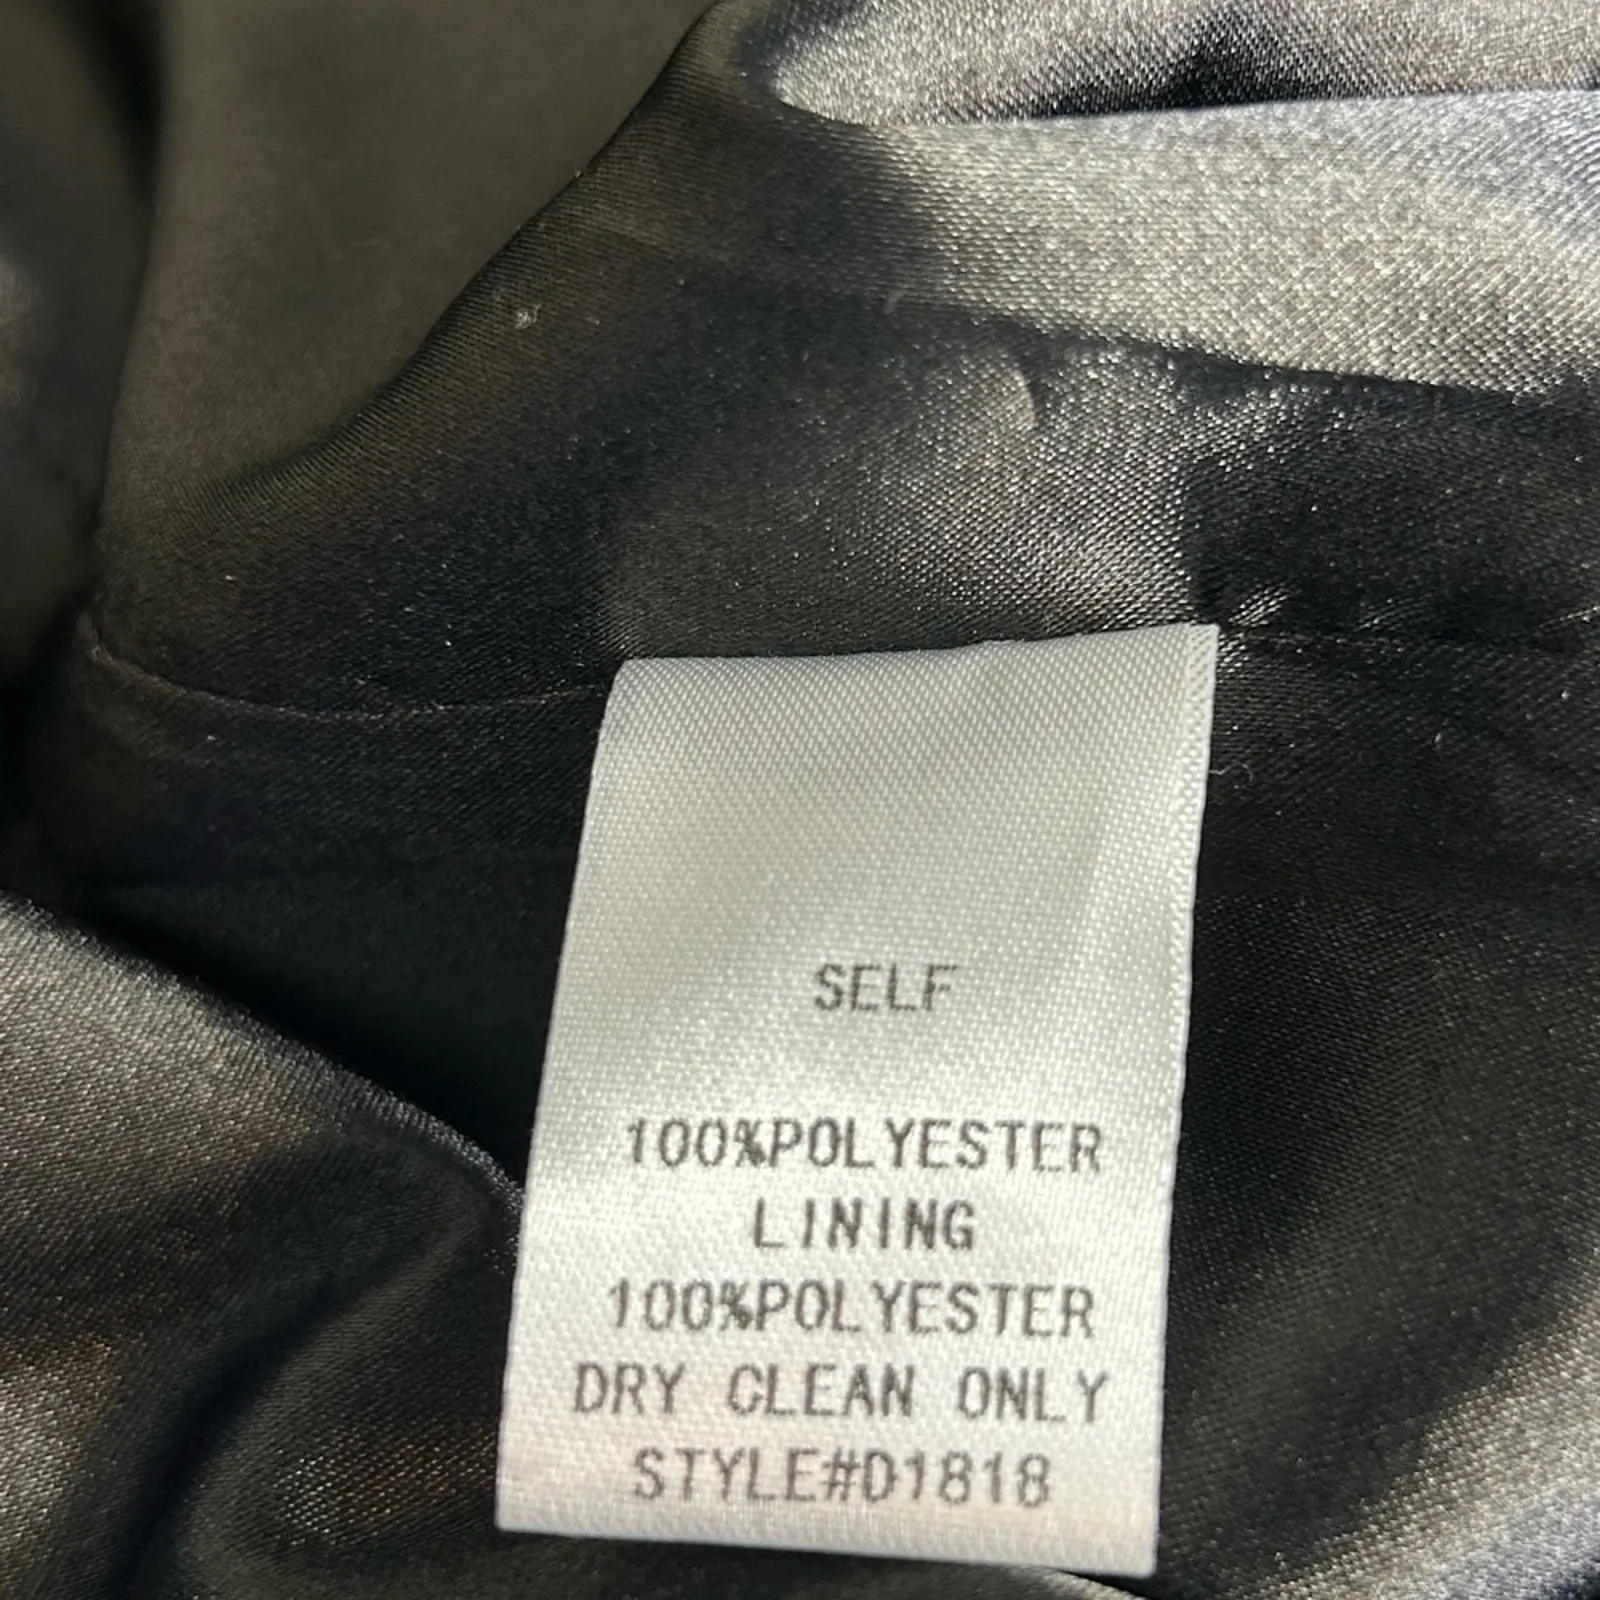 SELF
100%POLYESTER
LINING
100%POLYESTER
DRY CLEAN ONLY
STYLE#D1818